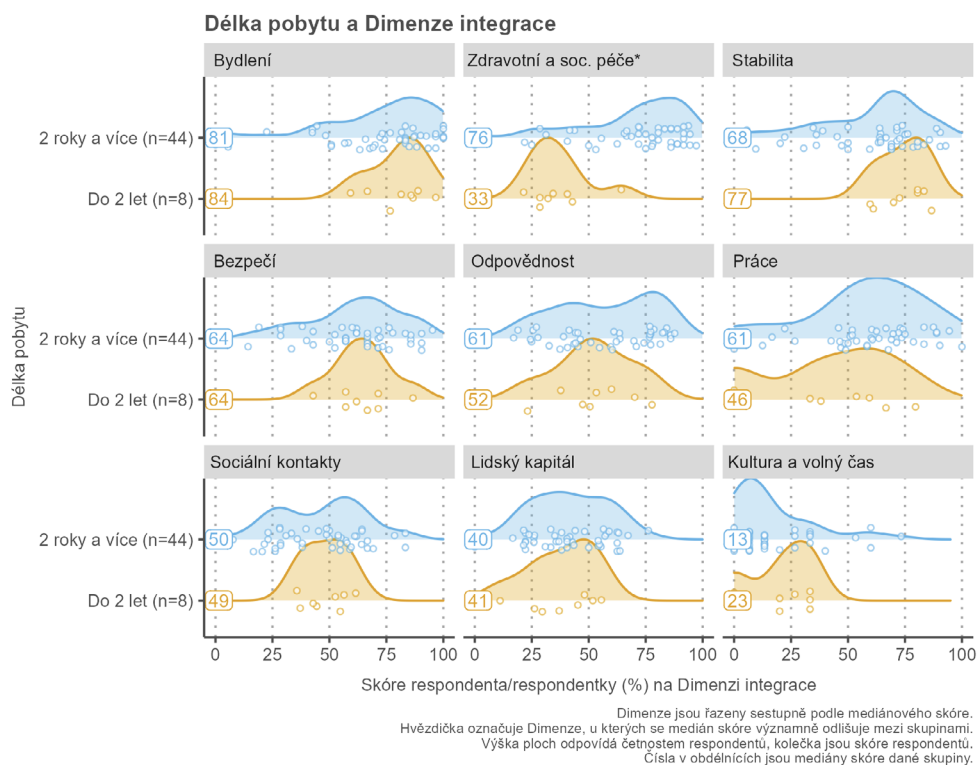 Délka pobytu a Dimenze integrace
Bydlení
Zdravotní a soc. péče*
Stabilita
2 roky a více (n=44)
81
76
68
Do 2 let (n=8)
84
33
77
Bezpečí
Odpovědnost
Práce
2 roky a více (n=44)
64
61
61
Do 2 let (n=8)
64
52
46
Délka pobytu
Sociální kontakty
Lidský kapitál
Kultura a volný čas
2 roky a více (n=44)
50
40
13
Do 2 let (n=8)
49
41
23
0 25 50 75 100
0 25 50 75 100
0 25 50 75 100
Skóre respondenta/respondentky (%) na Dimenzi integrace
Dimenze jsou řazeny sestupně podle mediánového skóre.
Hvězdička označuje Dimenze, u kterých se medián skóre významně odlišuje mezi skupinami.
Výška ploch odpovídá četnostem respondentů, kolečka jsou skóre respondentů.
Čísla v obdélnících jsou mediány skóre dané skupiny.